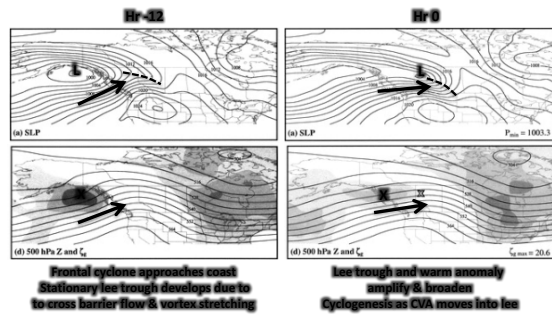 Hr -12
Hr 0
L
L
(a) SLP
(a) SLP
P min = 1003.3
X
X
X
(d) 500 hPa Z and ζg
(d) 500 hPa Z and ζg
ζg max = 20.6
Frontal cyclone approaches coast
Stationary lee trough develops due to
to cross barrier flow & vortex stretching
Lee trough and warm anomaly
amplify & broaden
Cyclogenesis as CVA moves into lee